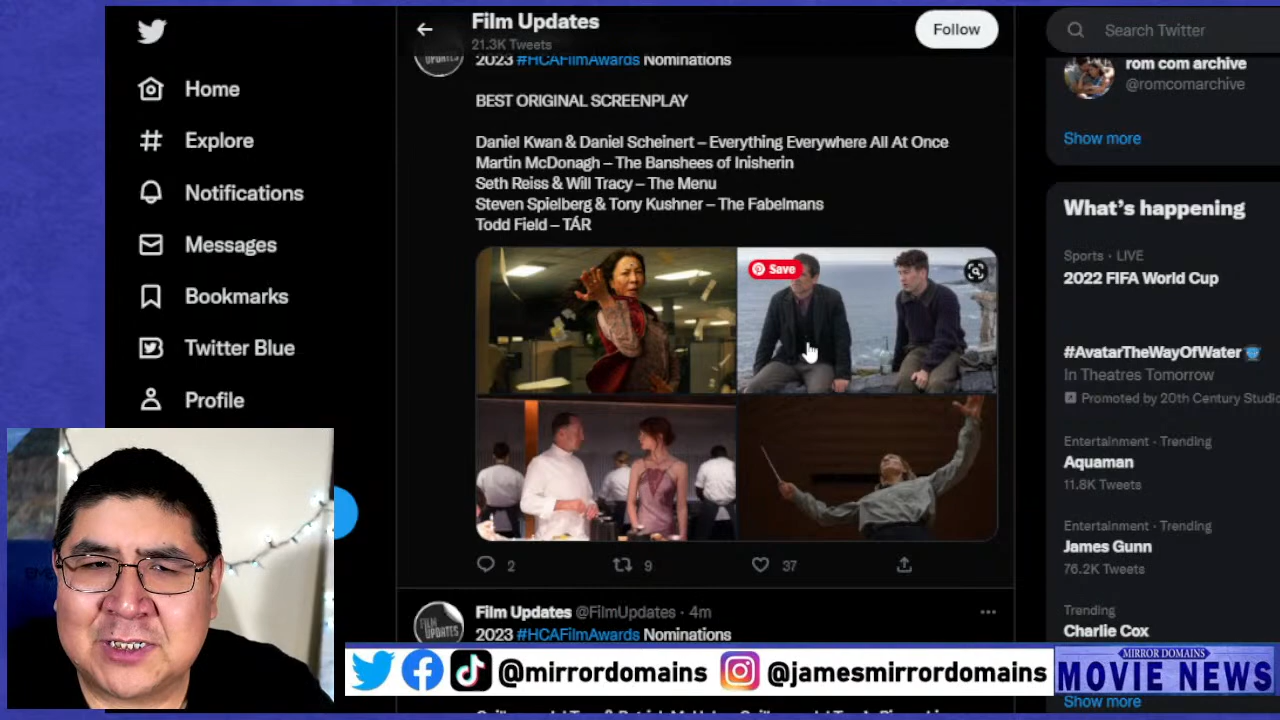 Film Updates
21.3K Tweets
Follow
Search Twitter
Home
Explore
Notifications
Messages
Bookmarks
Twitter Blue
Profile
2023 #HCAFilmAwards Nominations
BEST ORIGINAL SCREENPLAY
Daniel Kwan & Daniel Scheinert – Everything Everywhere All At Once
Martin McDonagh – The Banshees of Inisherin
Seth Reiss & Will Tracy – The Menu
Steven Spielberg & Tony Kushner – The Fabelmans
Todd Field – TÁR
Save
2
9
37
FILM UPDATES
Film Updates @FilmUpdates · 4m
2023 #HCAFilmAwards Nominations
rom com archive
@romcomarchive
Show more
What's happening
Sports · LIVE
2022 FIFA World Cup
#AvatarTheWayOfWater
In Theatres Tomorrow
Promoted by 20th Century Studio
Entertainment · Trending
Aquaman
11.8K Tweets
Entertainment · Trending
James Gunn
76.2K Tweets
Trending
Charlie Cox
Show more
@mirrordomains
@jamesmirrordomains
MIRROR DOMAINS
MOVIE NEWS